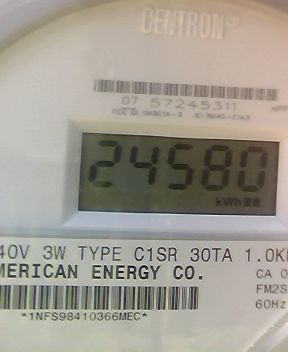 CENTRON®
07 57245311
24580
kWh
40V 3W TYPE C1SR 30TA 1.0K
MERICAN ENERGY CO.
CA 0
FM2S
60Hz
*1NFS98410366MEC*